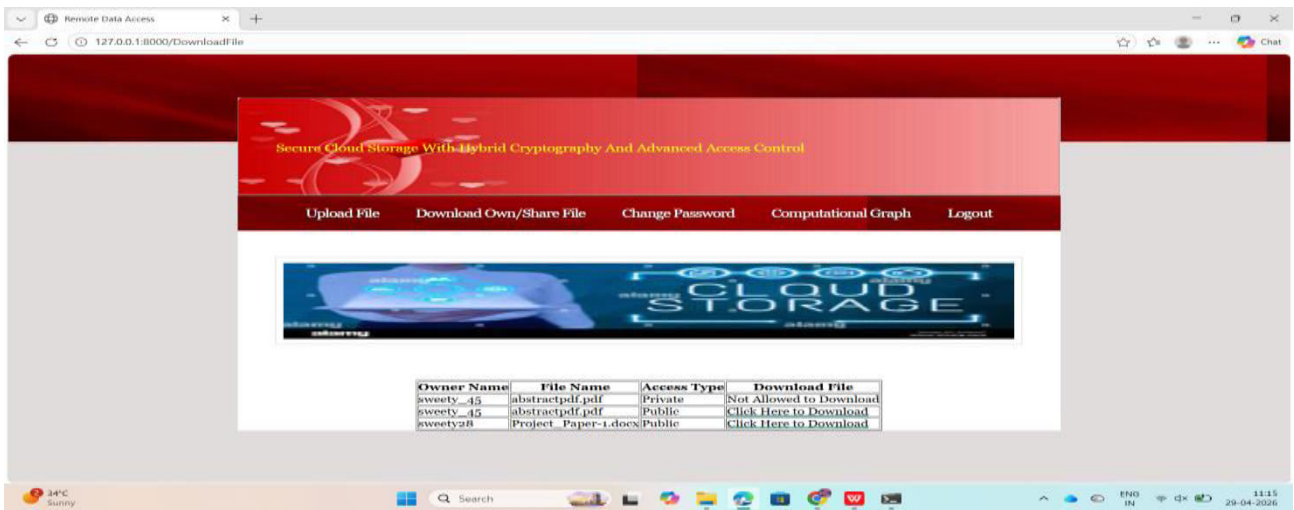 Remote Data Access
127.0.0.1:8000/DownloadFile
Chat
Secure Cloud Storage With Hybrid Cryptography And Advanced Access Control
Upload File Download Own/Share File Change Password Computational Graph Logout
CLOUD
STORAGE
alamy
Owner Name File Name Access Type Download File
sweety_45 abstractpdf.pdf Private Not Allowed to Download
sweety_45 abstractpdf.pdf Public Click Here to Download
sweety28 Project_Paper-1.docx Public Click Here to Download
2
34°C
Sunny
Search
ENG
IN
11:15
29-04-2026